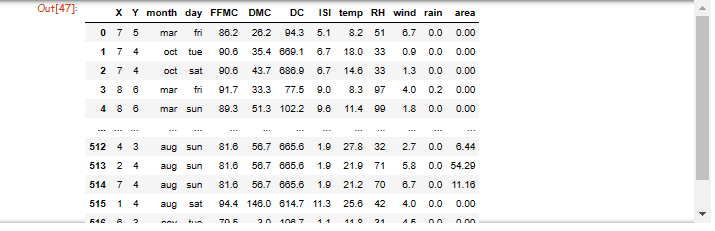 Out[47]:
X Y month day FFMC DMC DC ISI temp RH wind rain area
0 7 5 mar fri 86.2 26.2 94.3 5.1 8.2 51 6.7 0.0 0.00
1 7 4 oct tue 90.6 35.4 669.1 6.7 18.0 33 0.9 0.0 0.00
2 7 4 oct sat 90.6 43.7 686.9 6.7 14.6 33 1.3 0.0 0.00
3 8 6 mar fri 91.7 33.3 77.5 9.0 8.3 97 4.0 0.2 0.00
4 8 6 mar sun 89.3 51.3 102.2 9.6 11.4 99 1.8 0.0 0.00
... ... ... ... ... ... ... ... ... ... ... ... ... ...
512 4 3 aug sun 81.6 56.7 665.6 1.9 27.8 32 2.7 0.0 6.44
513 2 4 aug sun 81.6 56.7 665.6 1.9 21.9 71 5.8 0.0 54.29
514 7 4 aug sun 81.6 56.7 665.6 1.9 21.2 70 6.7 0.0 11.16
515 1 4 aug sat 94.4 146.0 614.7 11.3 25.6 42 4.0 0.0 0.00
516 6 3 nov tue 79.5 3.0 106.7 1.1 11.8 31 4.5 0.0 0.00